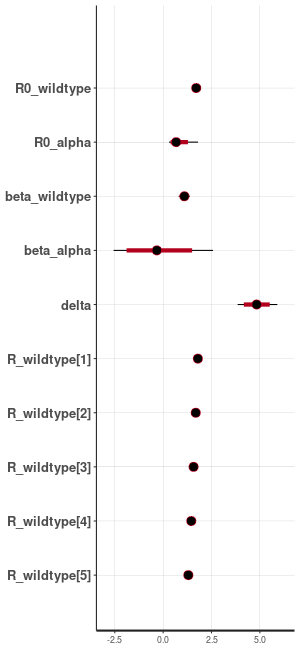 R0_wildtype
R0_alpha
beta_wildtype
beta_alpha
delta
R_wildtype[1]
R_wildtype[2]
R_wildtype[3]
R_wildtype[4]
R_wildtype[5]
-2.5 0.0 2.5 5.0